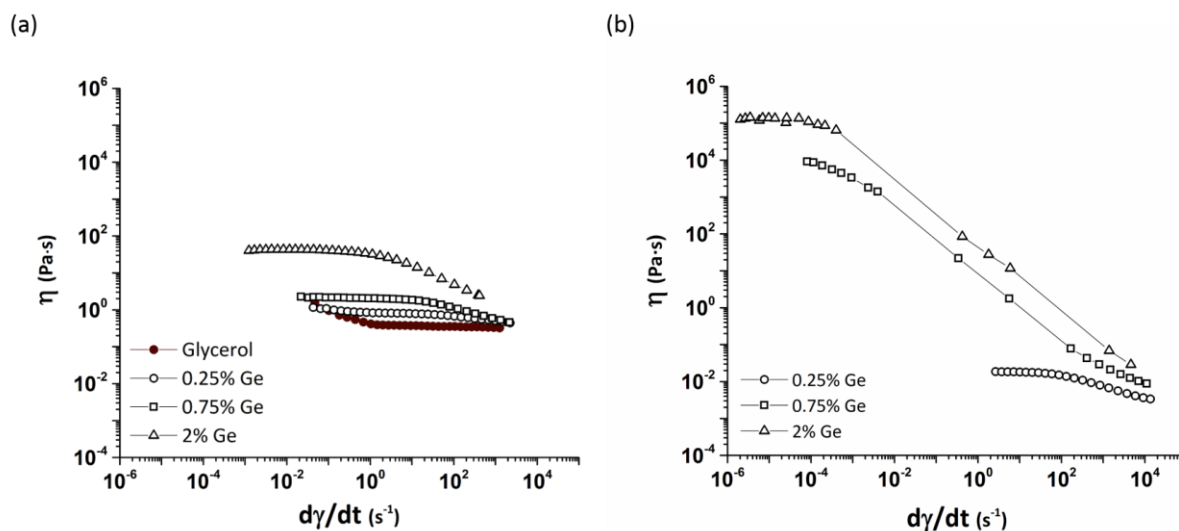 (a)
10⁶
10⁴
10²
10⁰
10⁻²
10⁻⁴
η (Pa·s)
Glycerol
0.25% Ge
0.75% Ge
2% Ge
10⁻⁶ 10⁻⁴ 10⁻² 10⁰ 10² 10⁴
dγ/dt (s⁻¹)
(b)
10⁶
10⁴
10²
10⁰
10⁻²
10⁻⁴
η (Pa·s)
0.25% Ge
0.75% Ge
2% Ge
10⁻⁶ 10⁻⁴ 10⁻² 10⁰ 10² 10⁴
dγ/dt (s⁻¹)